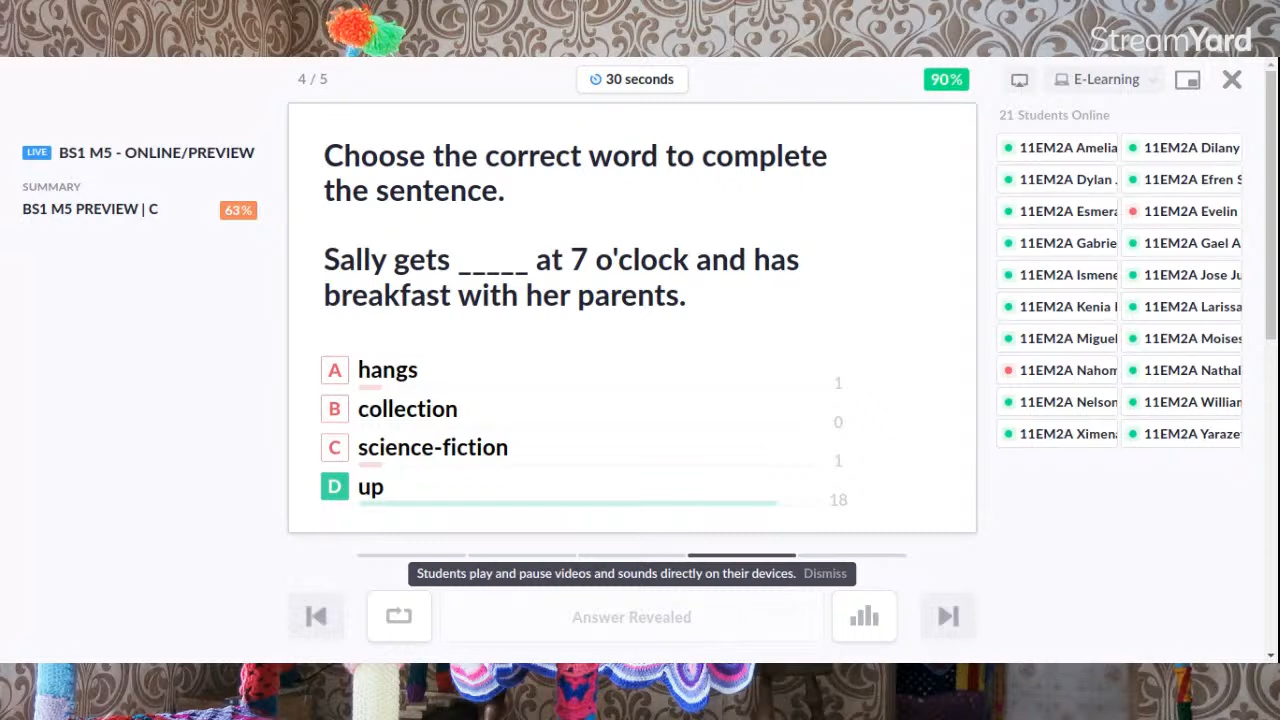 StreamYard
4 / 5
30 seconds
90%
E-Learning
LIVE BS1 M5 - ONLINE/PREVIEW
SUMMARY
BS1 M5 PREVIEW | C 63%
Choose the correct word to complete
the sentence.
Sally gets _____ at 7 o'clock and has
breakfast with her parents.
A hangs
1
B collection
0
C science-fiction
1
D up
18
Students play and pause videos and sounds directly on their devices. Dismiss
Answer Revealed
21 Students Online
11EM2A Amelia 11EM2A Dilany
11EM2A Dylan 11EM2A Efren S
11EM2A Esmera 11EM2A Evelin
11EM2A Gabrie 11EM2A Gael A
11EM2A Ismene 11EM2A Jose Ju
11EM2A Kenia 11EM2A Larissa
11EM2A Miguel 11EM2A Moises
11EM2A Nahom 11EM2A Nathal
11EM2A Nelson 11EM2A William
11EM2A Ximena 11EM2A Yaraze